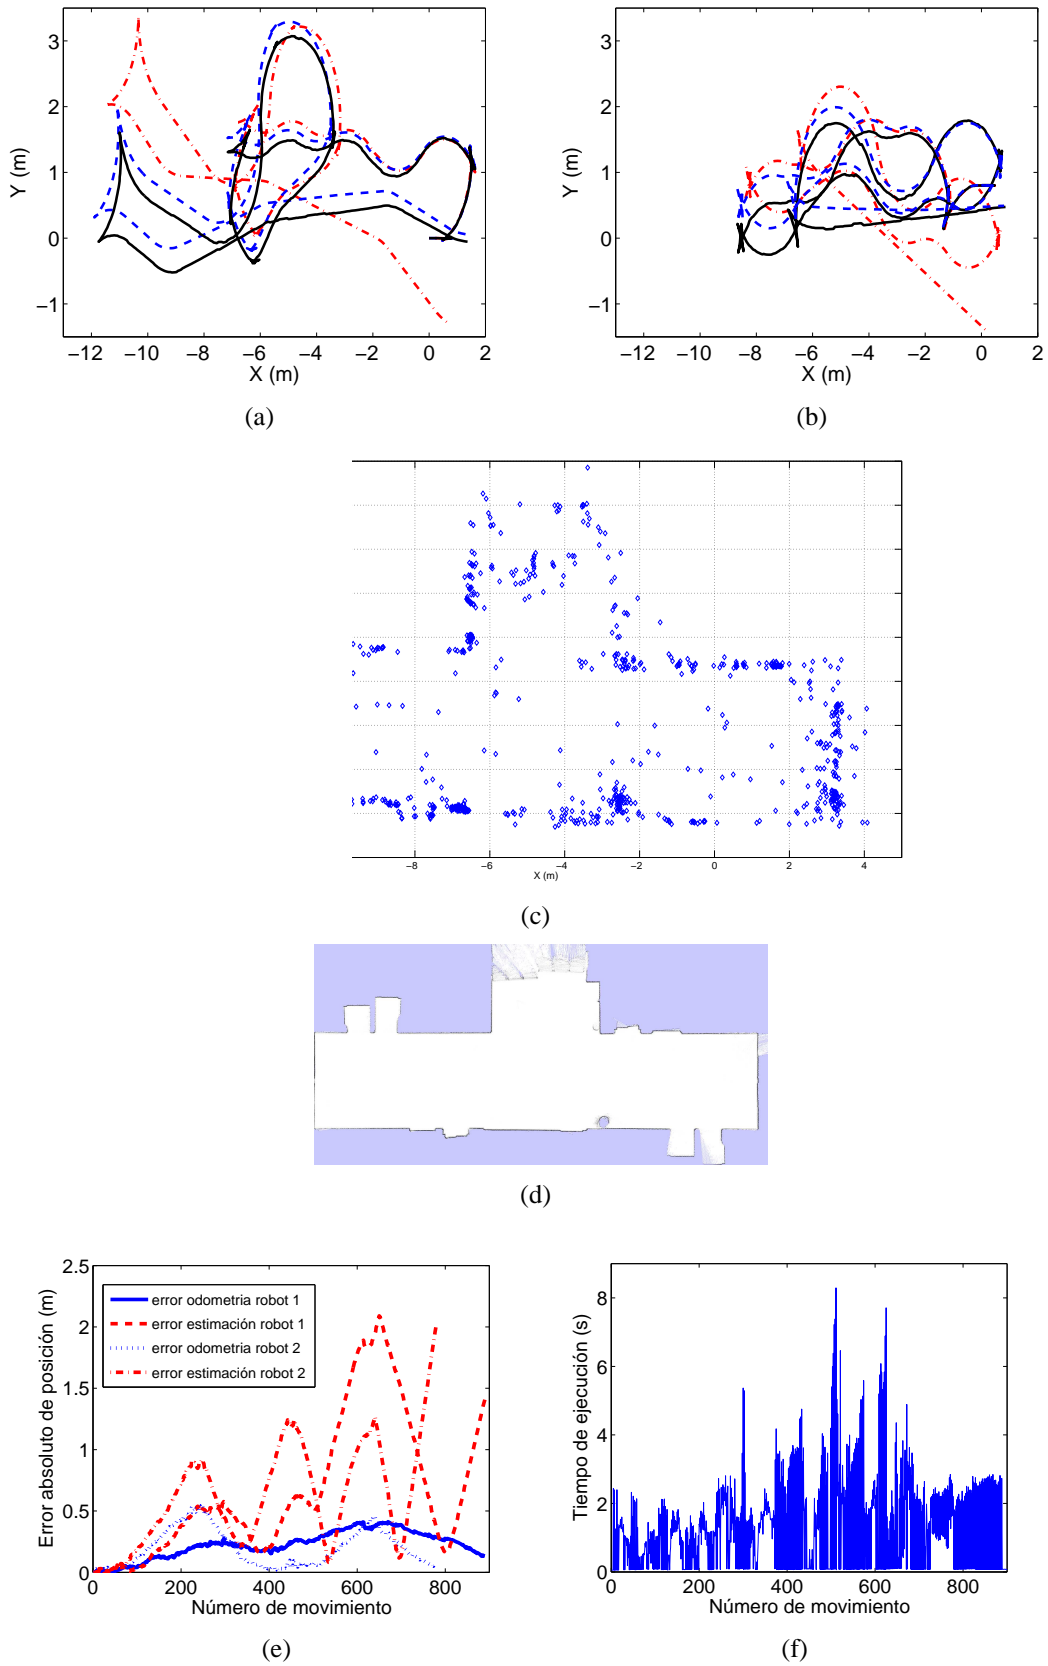 3
2
1
0
−1
Y (m)
−12 −10 −8 −6 −4 −2 0 2
X (m)
(a)
3
2
1
0
−1
Y (m)
−12 −10 −8 −6 −4 −2 0 2
X (m)
(b)
−8 −6 −4 −2 0 2 4
X (m)
(c)
(d)
2.5
2
1.5
1
0.5
0
Error absoluto de posición (m)
error odometria robot 1
error estimación robot 1
error odometria robot 2
error estimación robot 2
0 200 400 600 800
Número de movimiento
(e)
8
6
4
2
0
Tiempo de ejecución (s)
0 200 400 600 800
Número de movimiento
(f)